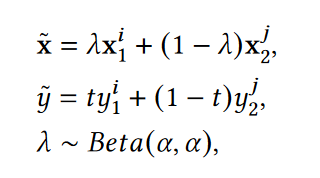 x̃ = λx₁ⁱ + (1 − λ)x₂ʲ,
ỹ = ty₁ⁱ + (1 − t)y₂ʲ,
λ ~ Beta(α, α),